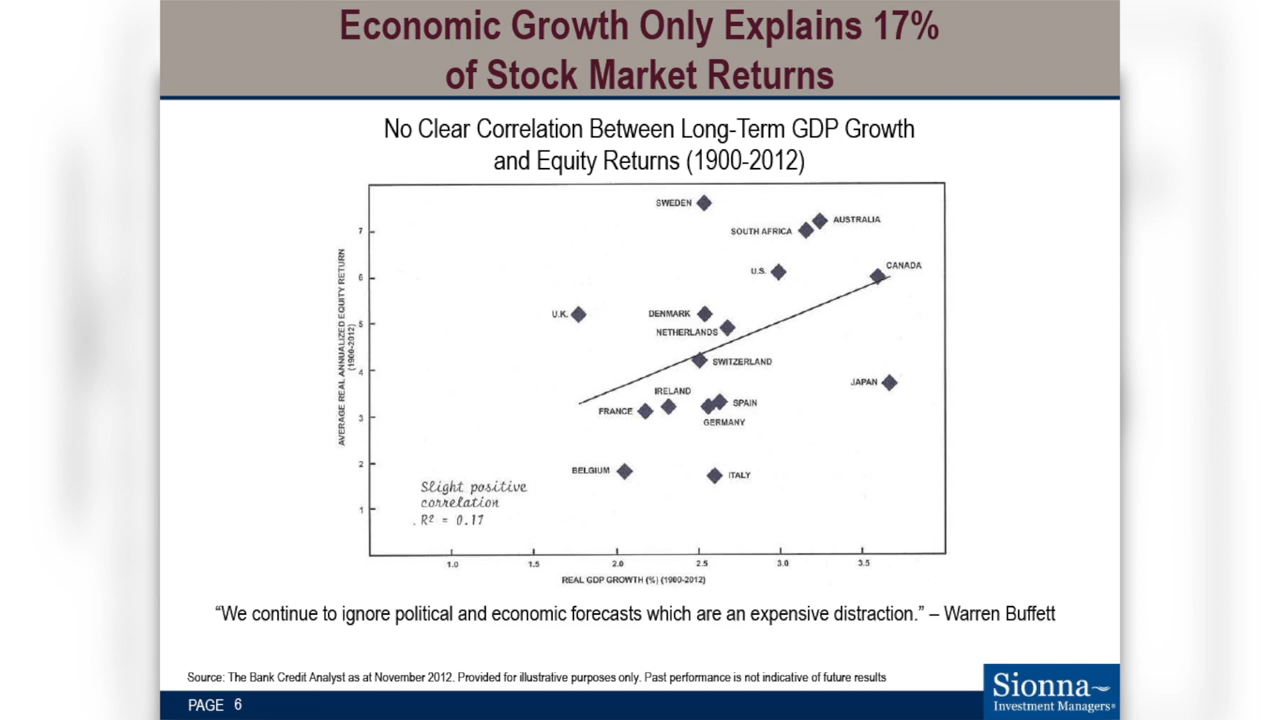 Economic Growth Only Explains 17%
of Stock Market Returns
No Clear Correlation Between Long-Term GDP Growth
and Equity Returns (1900-2012)
SWEDEN
AUSTRALIA
SOUTH AFRICA
CANADA
U.S.
U.K.
DENMARK
NETHERLANDS
SWITZERLAND
JAPAN
IRELAND
SPAIN
FRANCE
GERMANY
BELGIUM
ITALY
7
6
5
4
3
2
1
AVERAGE REAL ANNUALIZED EQUITY RETURN
(1900-2012)
Slight positive
correlation
. R² = 0.17
1.0 1.5 2.0 2.5 3.0 3.5
REAL GDP GROWTH (%) (1900-2012)
“We continue to ignore political and economic forecasts which are an expensive distraction.” – Warren Buffett
Source: The Bank Credit Analyst as at November 2012. Provided for illustrative purposes only. Past performance is not indicative of future results
Sionna
Investment Managers®
PAGE 6